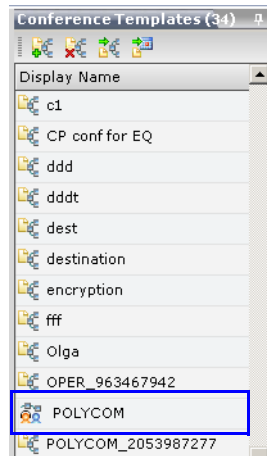 Conference Templates (34)
Display Name
c1
CP conf for EQ
ddd
dddt
dest
destination
encryption
fff
Olga
OPER_963467942
POLYCOM
POLYCOM_2053987277